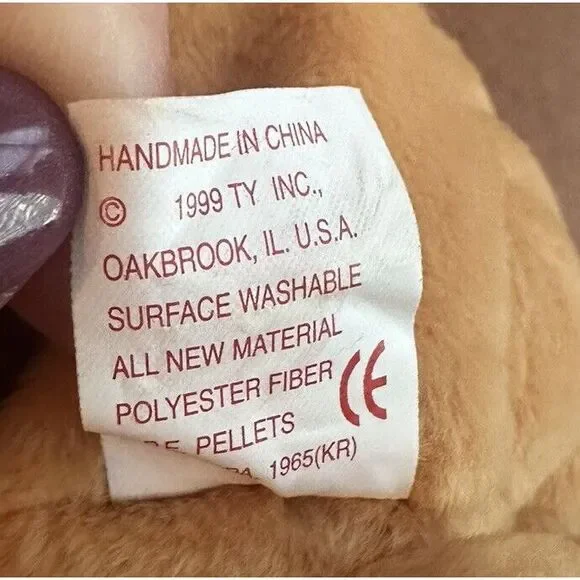 HANDMADE IN CHINA
© 1999 TY INC.,
OAKBROOK, IL. U.S.A.
SURFACE WASHABLE
ALL NEW MATERIAL
POLYESTER FIBER CE
PELLETS
1965(KR)